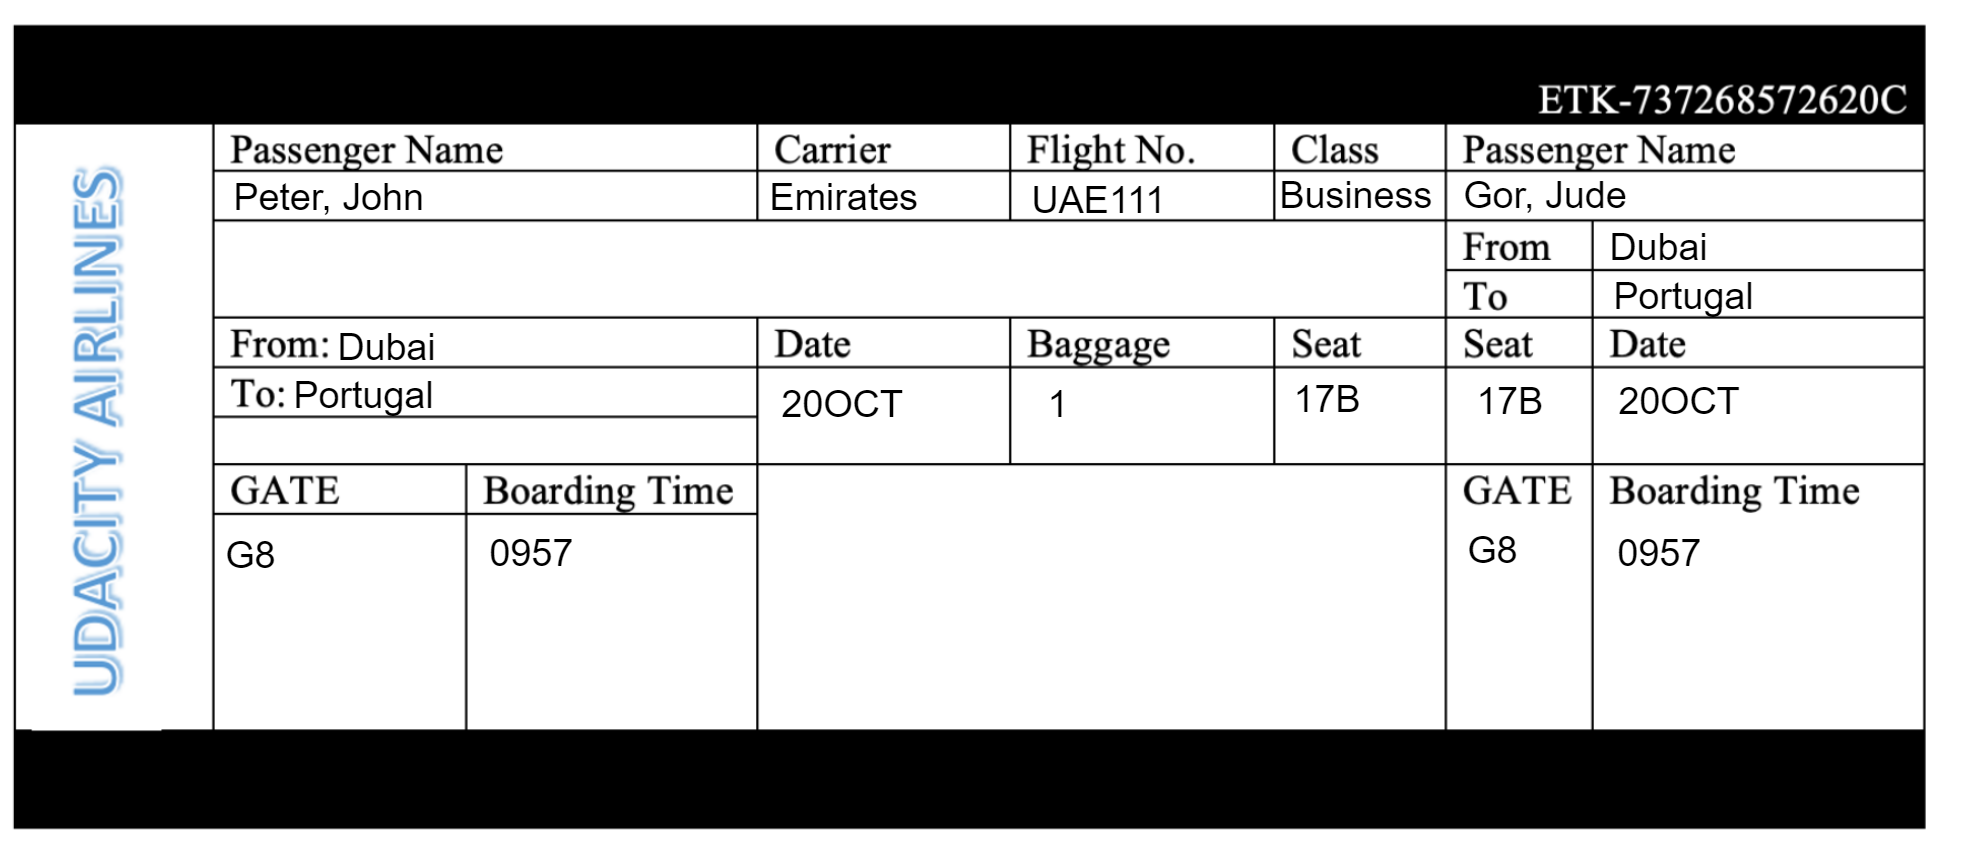 ETK-737268572620C
UDACITY AIRLINES
Passenger Name Carrier Flight No. Class Passenger Name
Peter, John Emirates UAE111 Business Gor, Jude
From Dubai
To Portugal
From: Dubai Date Baggage Seat Seat Date
To: Portugal 20OCT 1 17B 17B 20OCT
GATE Boarding Time GATE Boarding Time
G8 0957 G8 0957